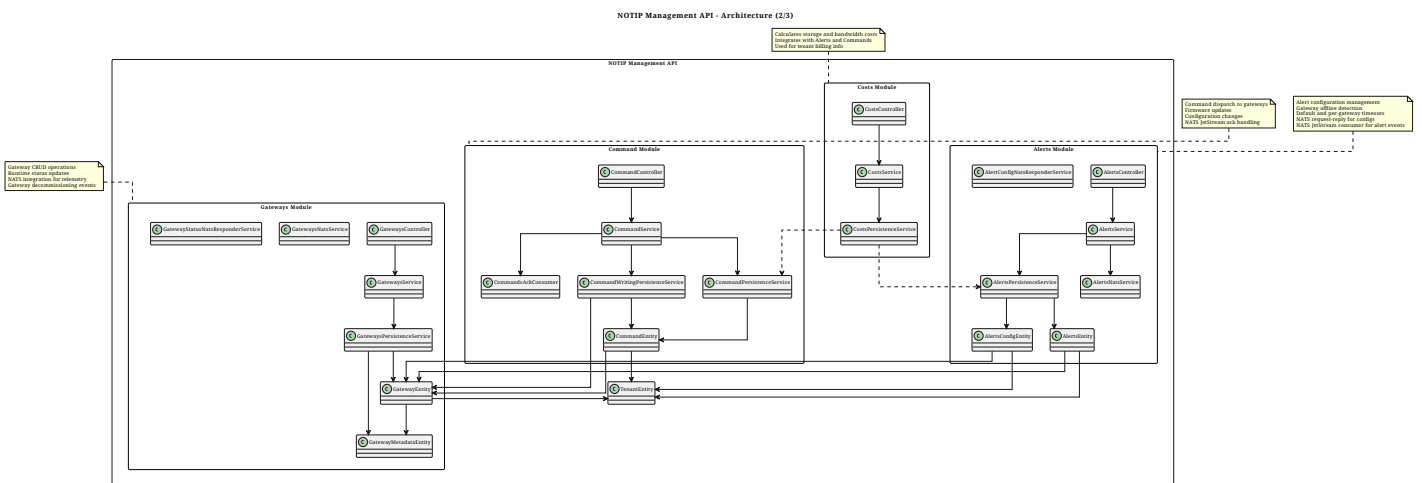 NOTIP Management API - Architecture (2/3)
Calculates storage and bandwidth costs
Integrates with Alerts and Commands
Used for tenant billing info
NOTIP Management API
Costs Module
CostsController
CostsService
CostsPersistenceService
Command dispatch to gateways
Firmware updates
Configuration changes
NATS JetStream ack handling
Alert configuration management
Gateway offline detection
Default and per-gateway timeouts
NATS request-reply for configs
NATS JetStream consumer for alert events
Gateway CRUD operations
Runtime status updates
NATS integration for telemetry
Gateway decommissioning events
Gateways Module
GatewayStatusNatsResponderService
GatewaysNatsService
GatewaysController
GatewaysService
GatewaysPersistenceService
GatewayEntity
GatewayMetadataEntity
Command Module
CommandController
CommandService
CommandsAckConsumer
CommandWritingPersistenceService
CommandPersistenceService
CommandEntity
TenantEntity
Alerts Module
AlertConfigNatsResponderService
AlertsController
AlertsService
AlertsPersistenceService
AlertsNatsService
AlertsConfigEntity
AlertsEntity